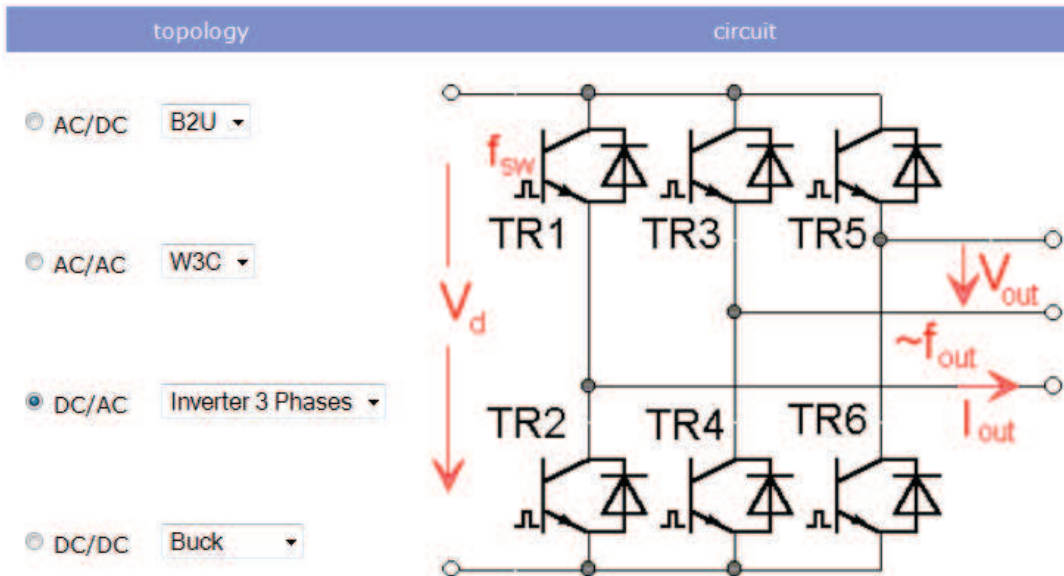 topology circuit
AC/DC B2U
f_sw
TR1 TR3 TR5
AC/AC W3C
V_out
V_d
~f_out
DC/AC Inverter 3 Phases
I_out
TR2 TR4 TR6
DC/DC Buck